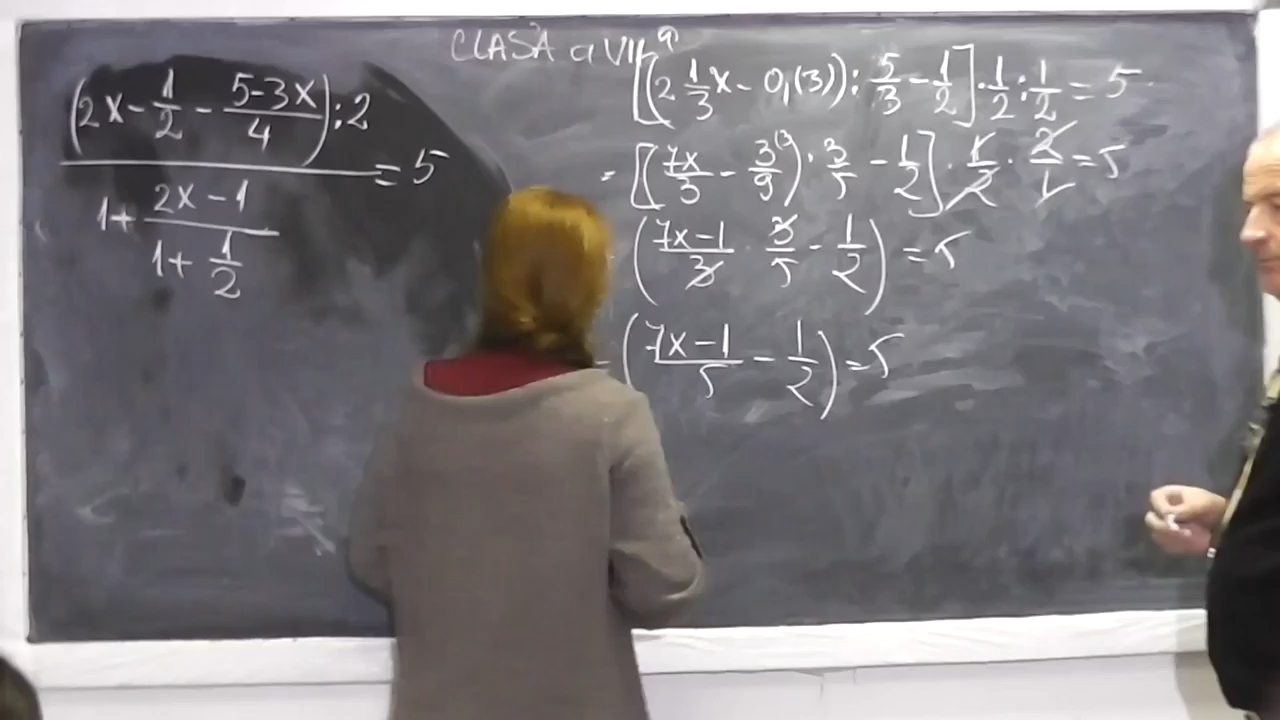 CLASA a VII a
(2x - 1/2 - (5-3x)/4) : 2
= 5
1 + (2x-1)/(1 + 1/2)
[(2 1/3 x - 0,(3)) : 5/3 - 1/2] · 1/2 : 1/2 = 5
= [(7x/3 - 3/9 (3) · 3/5 - 1/2] · 1/2 · 2/1 = 5
((7x-1)/3 · 3/5 - 1/2) = 5
= ((7x-1)/5 - 1/2) = 5